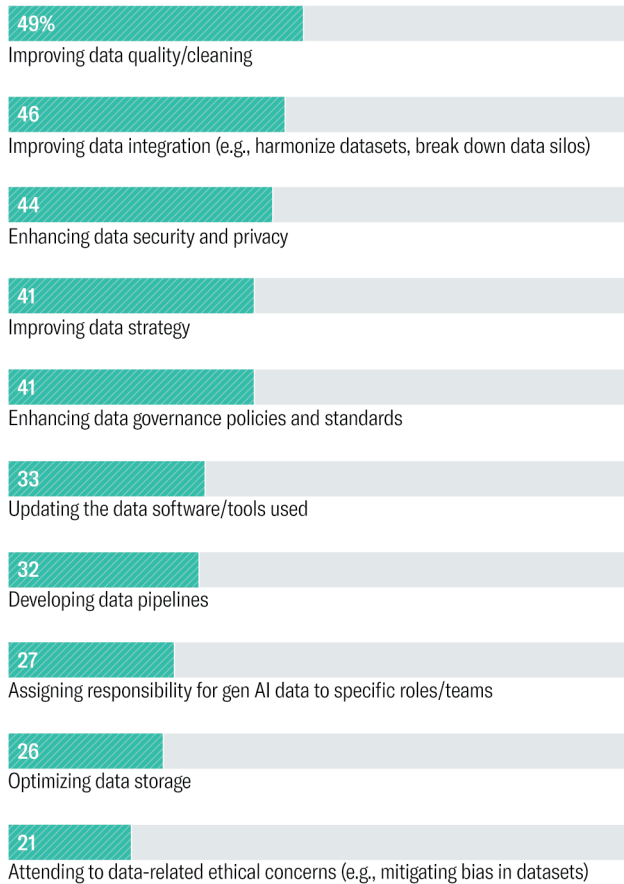 49%
Improving data quality/cleaning
46
Improving data integration (e.g., harmonize datasets, break down data silos)
44
Enhancing data security and privacy
41
Improving data strategy
41
Enhancing data governance policies and standards
33
Updating the data software/tools used
32
Developing data pipelines
27
Assigning responsibility for gen AI data to specific roles/teams
26
Optimizing data storage
21
Attending to data-related ethical concerns (e.g., mitigating bias in datasets)